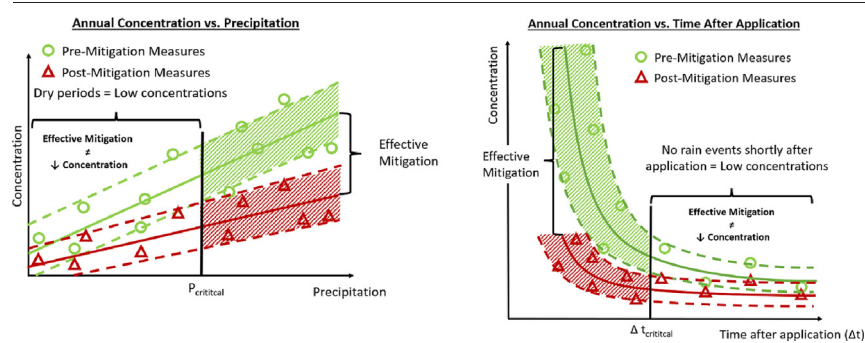 Annual Concentration vs. Precipitation
Pre-Mitigation Measures
Post-Mitigation Measures
Dry periods = Low concentrations
Effective Mitigation
≠
↓ Concentration
Effective
Mitigation
Concentration
P crititcal
Precipitation
Annual Concentration vs. Time After Application
Pre-Mitigation Measures
Post-Mitigation Measures
Concentration
Effective
Mitigation
No rain events shortly after
application = Low concentrations
Effective Mitigation
≠
↓ Concentration
Δ t crititcal
Time after application (Δt)